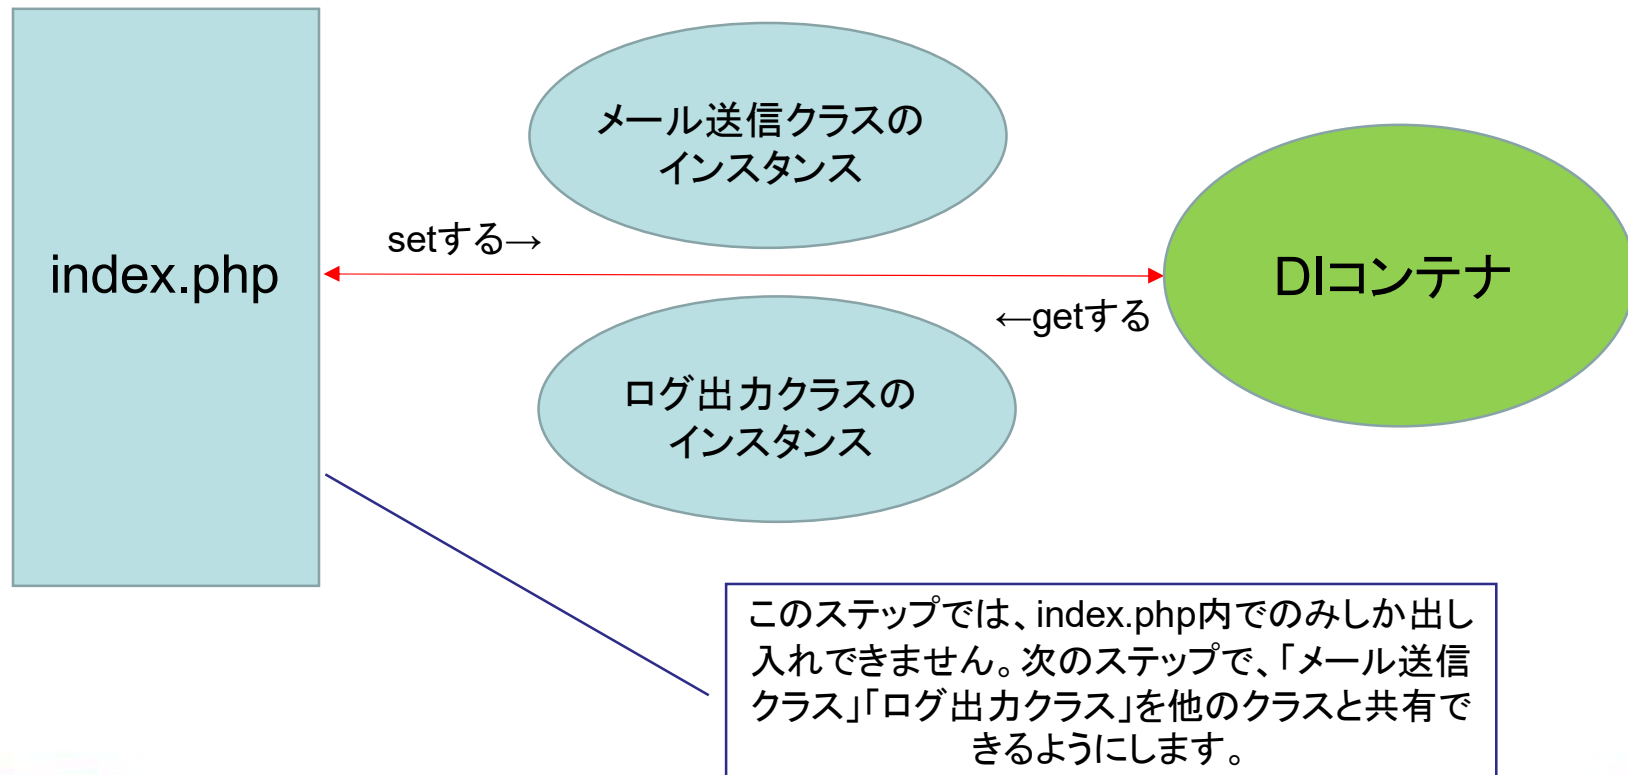 index.php
メール送信クラスの
インスタンス
setする→
←getする
DIコンテナ
ログ出力クラスの
インスタンス
このステップでは、index.php内でのみしか出し
入れできません。次のステップで、「メール送信
クラス」「ログ出力クラス」を他のクラスと共有で
きるようにします。